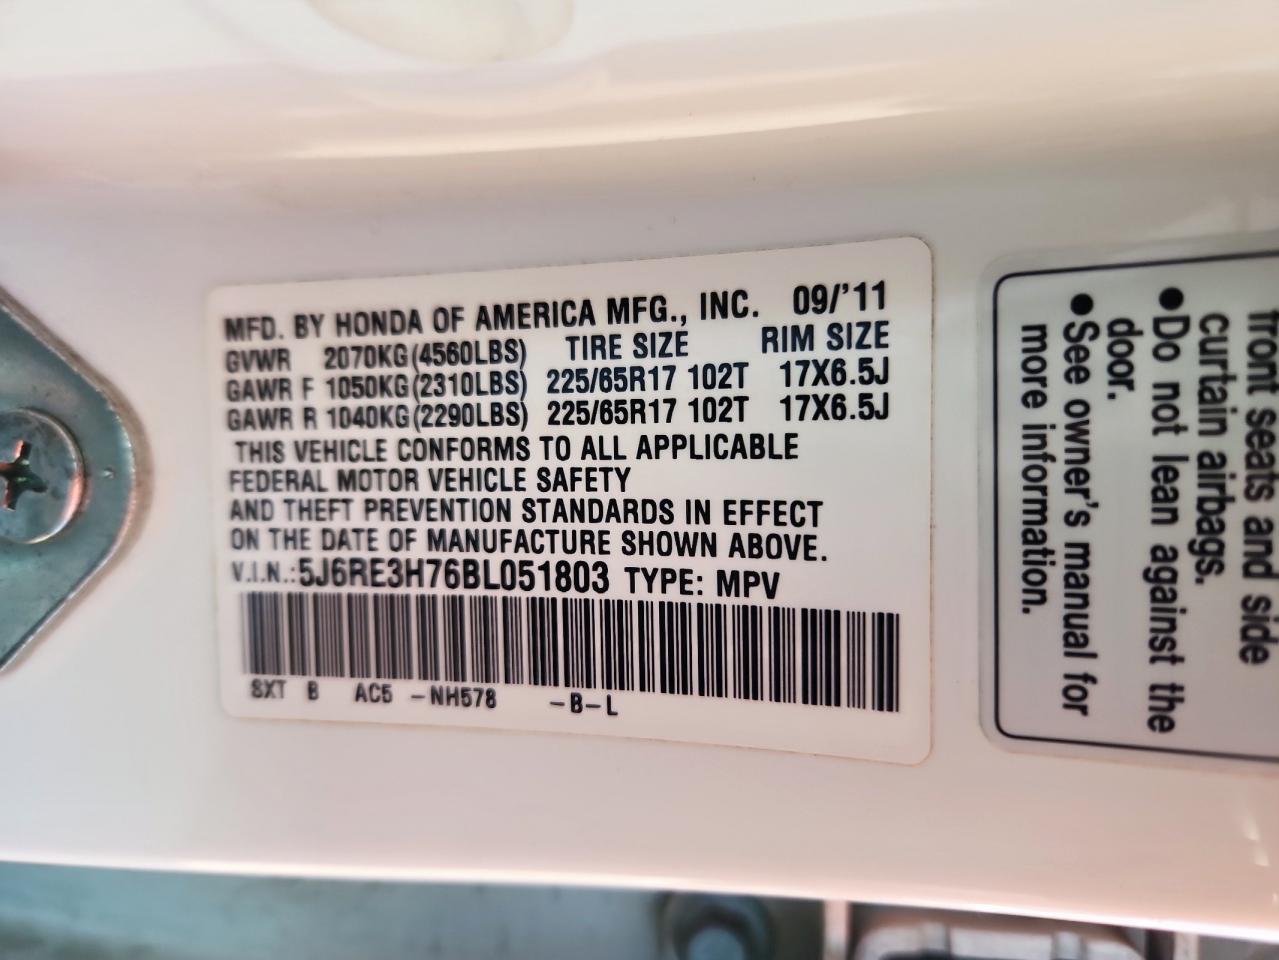 MFD. BY HONDA OF AMERICA MFG., INC. 09/'11
GVWR 2070KG(4560LBS) TIRE SIZE RIM SIZE
GAWR F 1050KG(2310LBS) 225/65R17 102T 17X6.5J
GAWR R 1040KG(2290LBS) 225/65R17 102T 17X6.5J
THIS VEHICLE CONFORMS TO ALL APPLICABLE
FEDERAL MOTOR VEHICLE SAFETY
AND THEFT PREVENTION STANDARDS IN EFFECT
ON THE DATE OF MANUFACTURE SHOWN ABOVE.
V.I.N.:5J6RE3H76BL051803 TYPE: MPV
SXT B AC5 -NH578 -B-L
front seats and side
curtain airbags.
●Do not lean against the
door.
●See owner's manual for
more information.